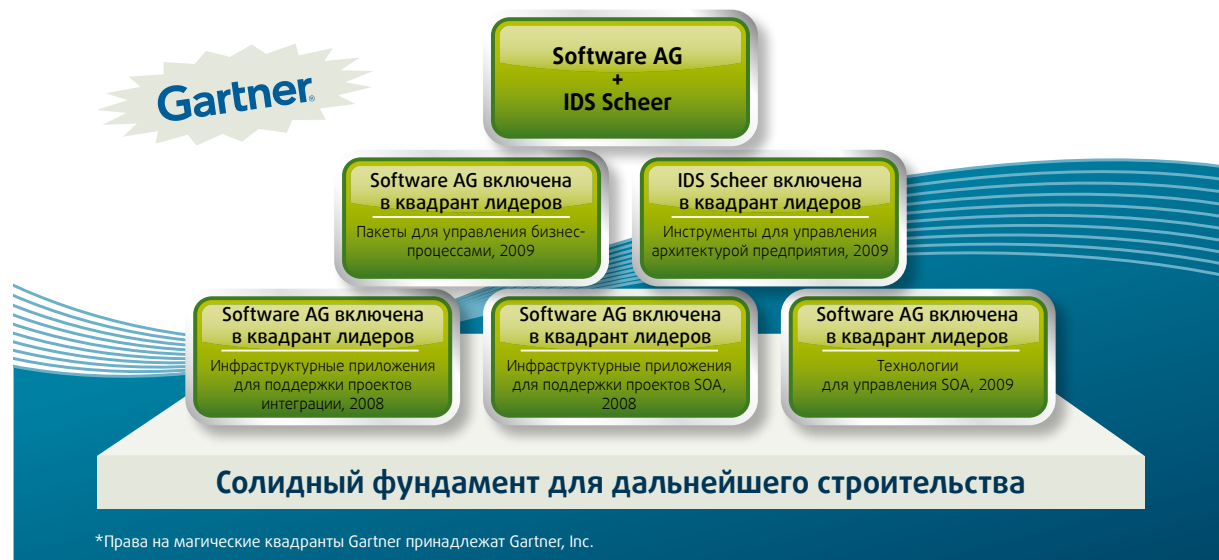 Software AG
+
IDS Scheer
Gartner®
Software AG включена
в квадрант лидеров
Пакеты для управления бизнес-
процессами, 2009
IDS Scheer включена
в квадрант лидеров
Инструменты для управления
архитектурой предприятия, 2009
Software AG включена
в квадрант лидеров
Инфраструктурные приложения
для поддержки проектов
интеграции, 2008
Software AG включена
в квадрант лидеров
Инфраструктурные приложения
для поддержки проектов SOA,
2008
Software AG включена
в квадрант лидеров
Технологии
для управления SOA, 2009
Солидный фундамент для дальнейшего строительства
*Права на магические квадранты Gartner принадлежат Gartner, Inc.